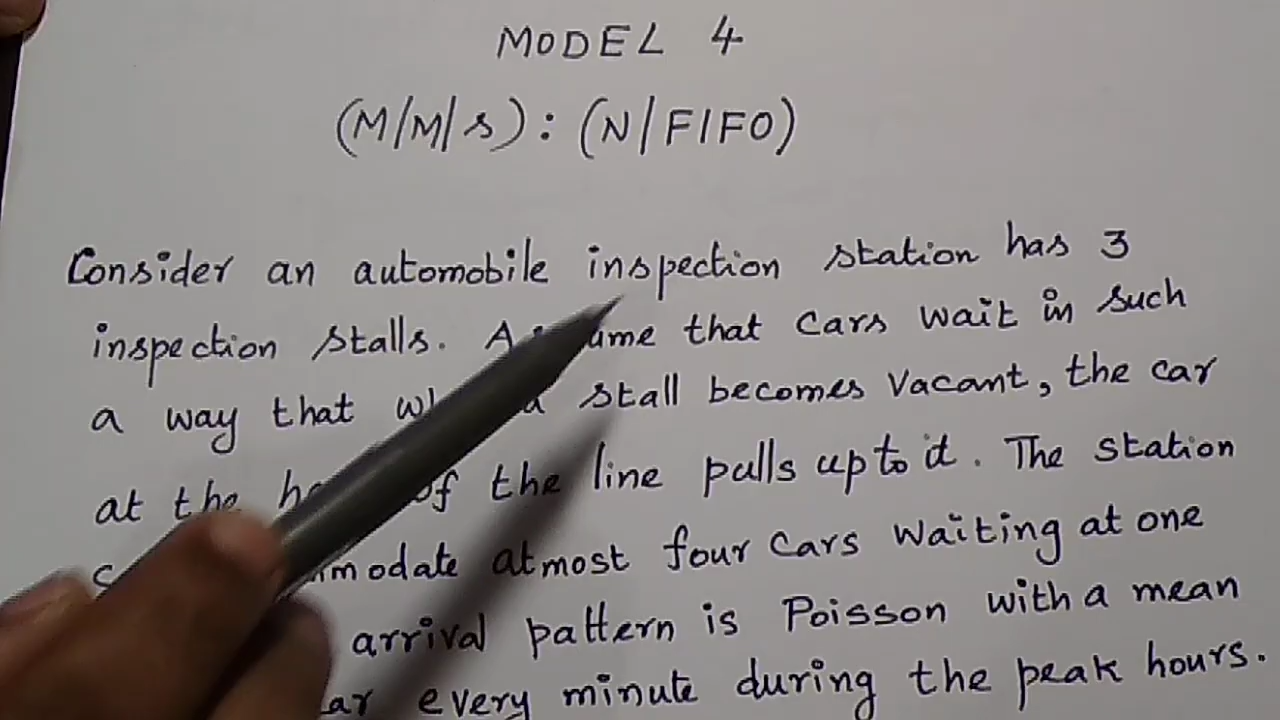 MODEL 4
(M/M/s) : (N/FIFO)
Consider an automobile inspection station has 3
inspection stalls. that cars wait in such
a way that stall becomes vacant, the car
at the of the line pulls up to it. The station
atmost four cars waiting at one
arrival pattern is Poisson with a mean
every minute during the peak hours.